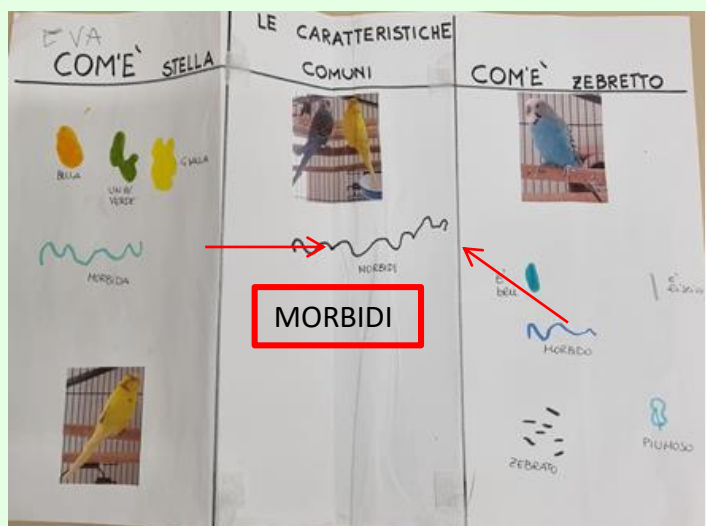 EVA
COM'È STELLA
LE CARATTERISTICHE
COMUNI
COM'È ZEBRETTO
BELLA
UN PO'
VERDE
GIALLA
MORBIDA
MORBIDI
MORBIDI
È
BLU
È
liscio
MORBIDO
ZEBRATO
PIUMOSO